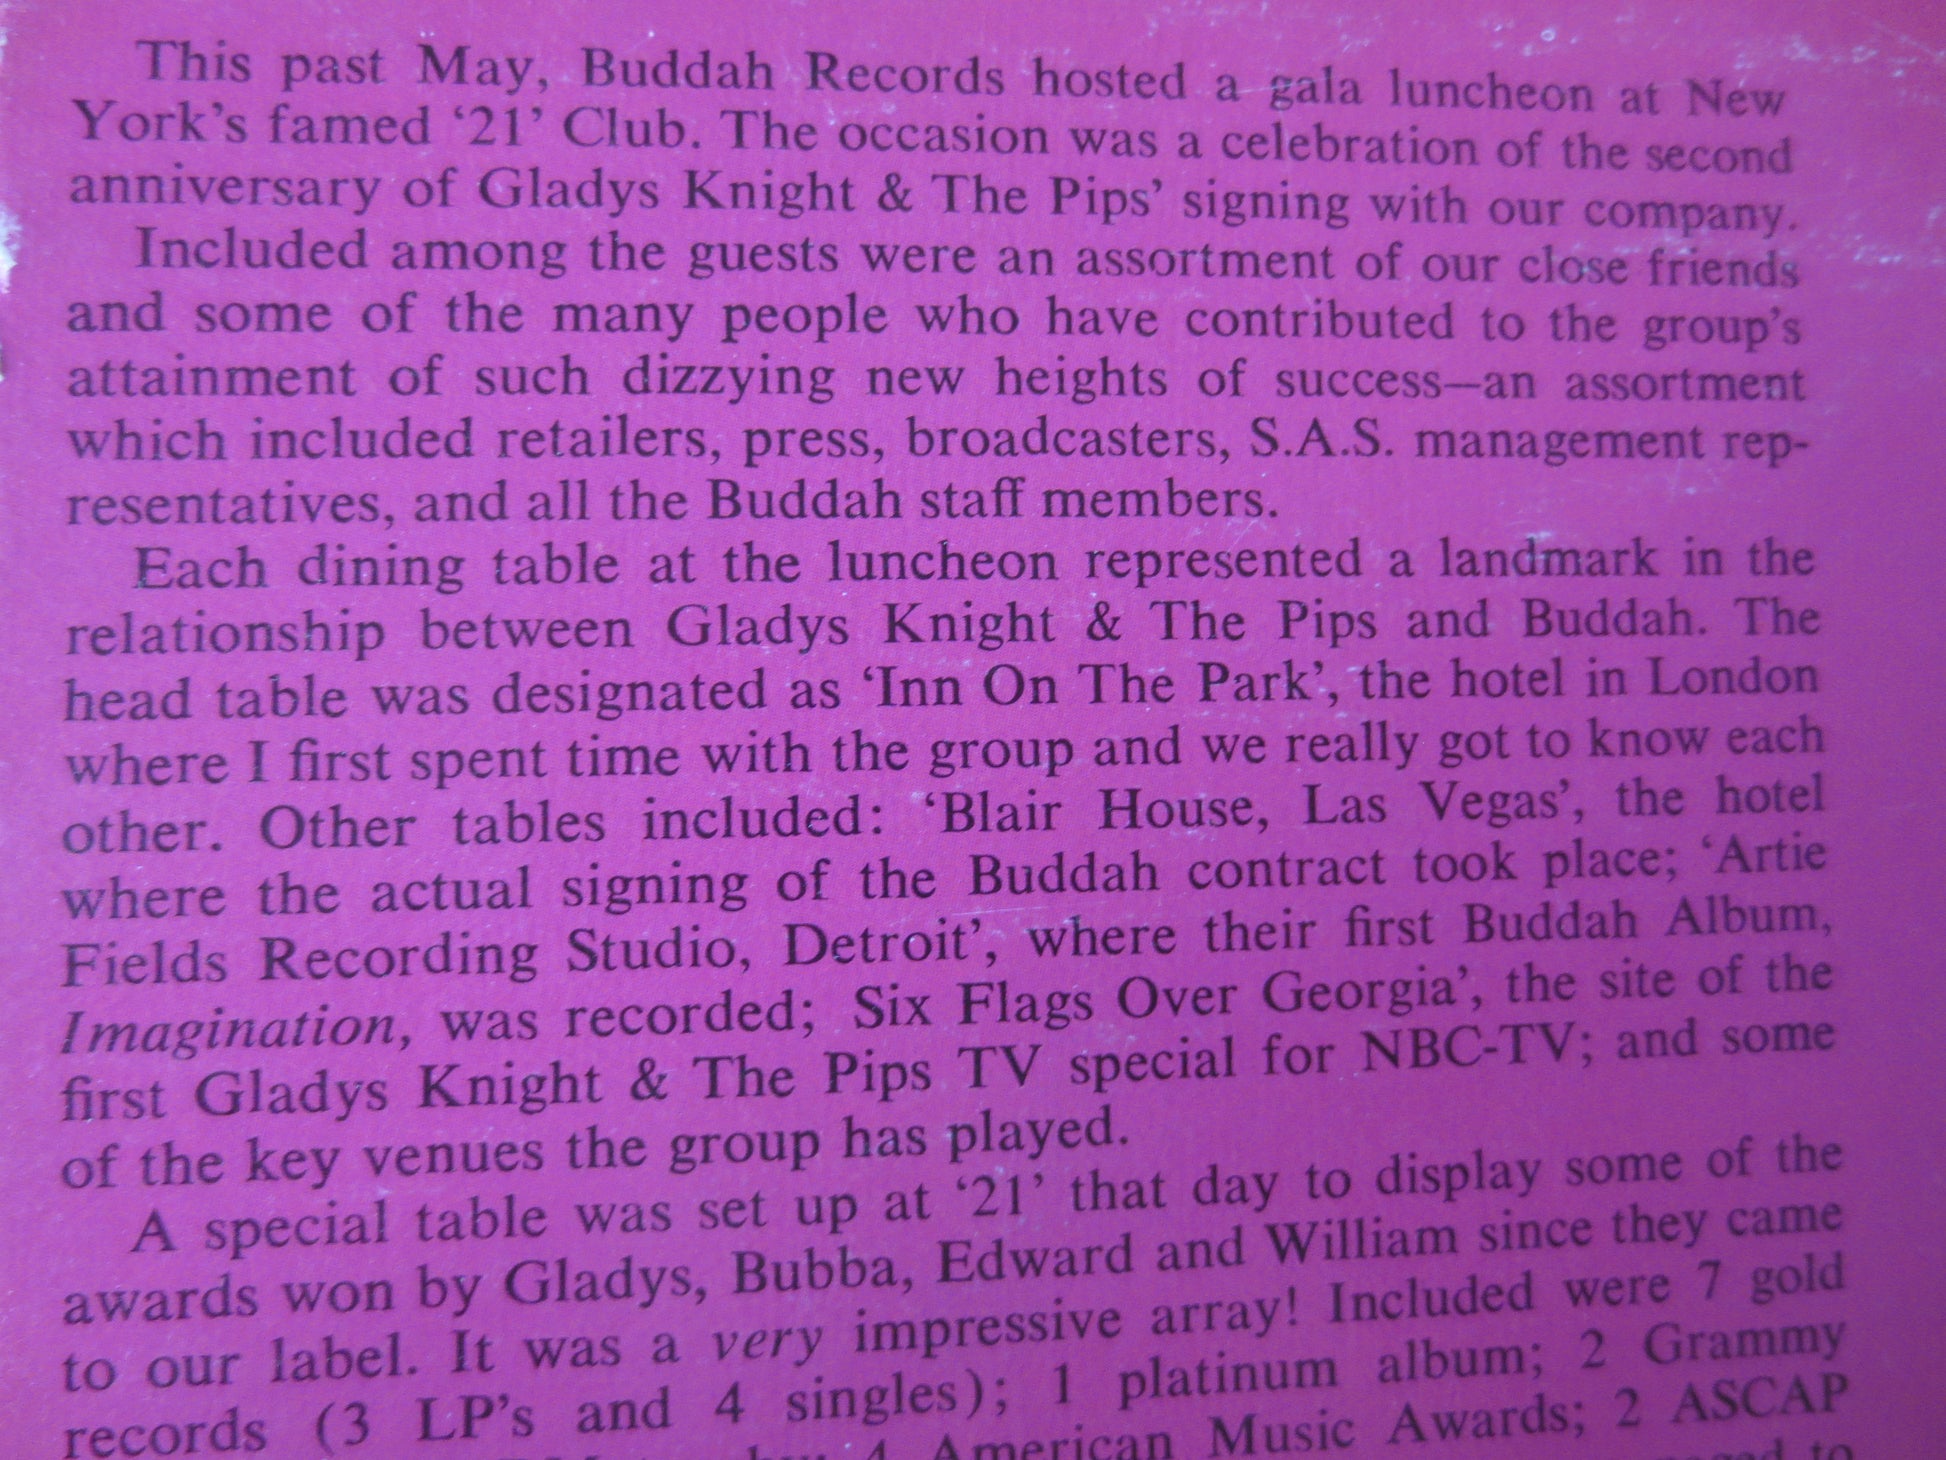 This past May, Buddah Records hosted a gala luncheon at New
York's famed ‘21’ Club. The occasion was a celebration of the second
anniversary of Gladys Knight & The Pips’ signing with our company.
Included among the guests were an assortment of our close friends
and some of the many people who have contributed to the group's
attainment of such dizzying new heights of success—an assortment
which included retailers, press, broadcasters, S.A.S. management rep-
resentatives, and all the Buddah staff members.
Each dining table at the luncheon represented a landmark in the
relationship between Gladys Knight & The Pips and Buddah. The
head table was designated as ‘Inn On The Park’, the hotel in London
where I first spent time with the group and we really got to know each
other. Other tables included: ‘Blair House, Las Vegas’, the hotel
where the actual signing of the Buddah contract took place; ‘Artie
Fields Recording Studio, Detroit’, where their first Buddah Album,
Imagination, was recorded; Six Flags Over Georgia’, the site of the
first Gladys Knight & The Pips TV special for NBC-TV; and some
of the key venues the group has played.
A special table was set up at ‘21’ that day to display some of the
awards won by Gladys, Bubba, Edward and William since they came
to our label. It was a very impressive array! Included were 7 gold
records (3 LP's and 4 singles); 1 platinum album; 2 Grammy
4 American Music Awards; 2 ASCAP
to